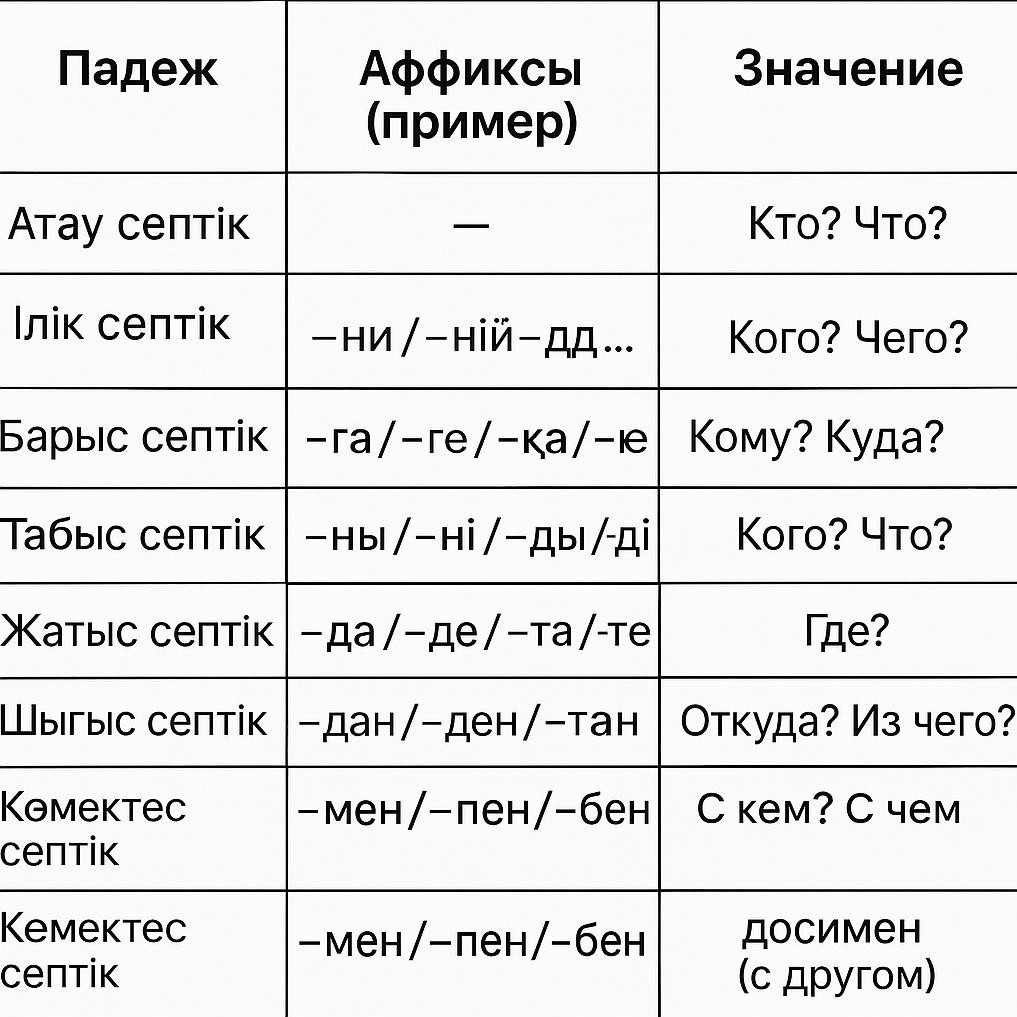 Падеж Аффиксы Значение
(пример)
Атау септік — Кто? Что?
Ілік септік –ни/–ній–дд... Кого? Чего?
Барыс септік –га/–ге/–қа/–ке Кому? Куда?
Табыс септік –ны/–ні/–ды/-ді Кого? Что?
Жатыс септік –да/–де/–та/-те Где?
Шыгыс септік –дан/–ден/–тан Откуда? Из чего?
Көмектес –мен/–пен/–бен С кем? С чем
септік
Кемектес –мен/–пен/–бен досимен
септік (с другом)